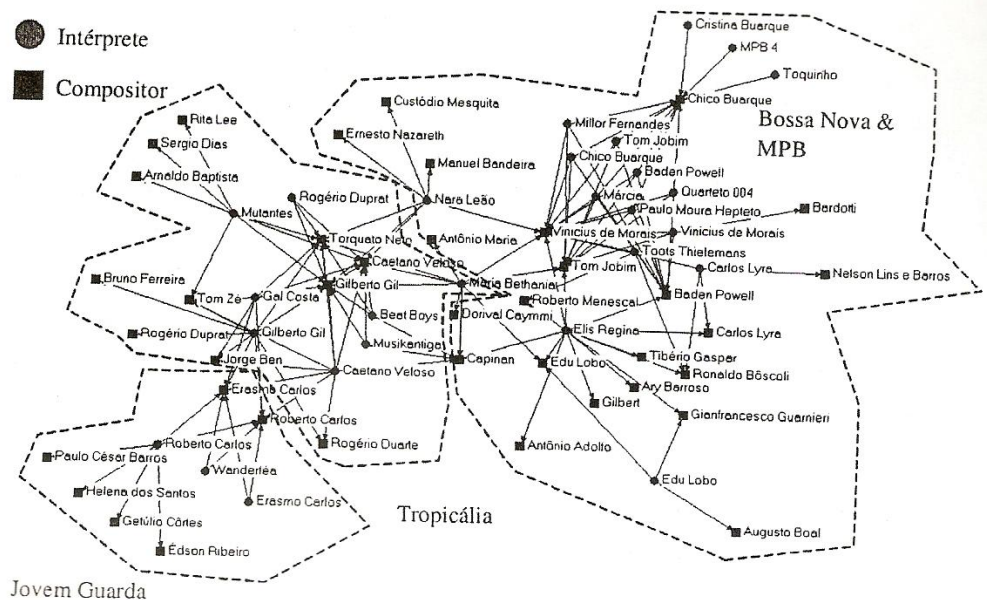 Intérprete
Compositor
Cristina Buarque
MPB 4
Toquinho
Chico Buarque
Bossa Nova &
MPB
Custódio Mesquita
Rita Lee
Ernesto Nazareth
Millor Fernandes
Sergio Dias
Tom Jobim
Manuel Bandeira
Chico Buarque
Arnaldo Baptista
Baden Powell
Rogério Duprat
Nara Leão
Márcia
Quarteto 004
Mutantes
Paulo Moura Hepteto
Bardotti
Torquato Neto
Antônio Maria
Vinicius de Morais
Vinicius de Morais
Caetano Veloso
Toots Thielemans
Bruno Ferreira
Gilberto Gil
Maria Bethania
Tom Jobim
Carlos Lyra
Nelson Lins e Barros
Tom Zé
Gal Costa
Roberto Menescal
Baden Powell
Beat Boys
Dorival Caymmi
Rogério Duprat
Gilberto Gil
Elis Regina
Carlos Lyra
Musikantiga
Jorge Ben
Capinan
Edu Lobo
Tibério Gaspar
Caetano Veloso
Ronaldo Bôscoli
Erasmo Carlos
Ary Barroso
Gilbert
Roberto Carlos
Gianfrancesco Guarnieri
Roberto Carlos
Rogério Duarte
Antônio Adolfo
Paulo César Barros
Wanderléa
Edu Lobo
Helena dos Santos
Erasmo Carlos
Getúlio Côrtes
Tropicália
Augusto Boal
Édson Ribeiro
Jovem Guarda